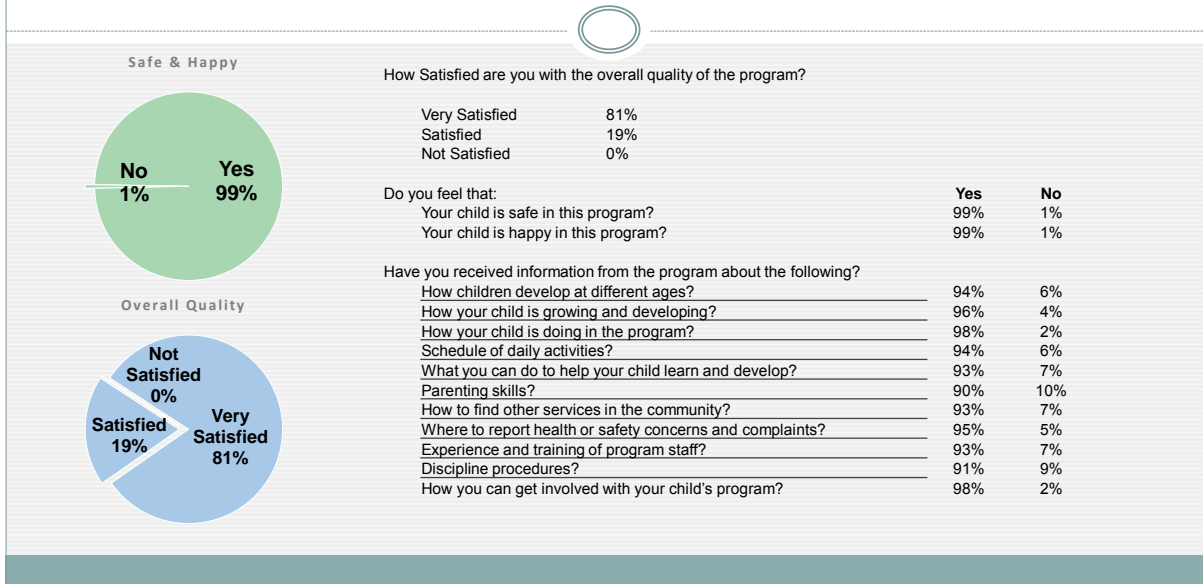 Safe & Happy
No
1%
Yes
99%
Overall Quality
Not
Satisfied
0%
Satisfied
19%
Very
Satisfied
81%
How Satisfied are you with the overall quality of the program?
Very Satisfied 81%
Satisfied 19%
Not Satisfied 0%
Do you feel that: Yes No
Your child is safe in this program? 99% 1%
Your child is happy in this program? 99% 1%
Have you received information from the program about the following?
How children develop at different ages? 94% 6%
How your child is growing and developing? 96% 4%
How your child is doing in the program? 98% 2%
Schedule of daily activities? 94% 6%
What you can do to help your child learn and develop? 93% 7%
Parenting skills? 90% 10%
How to find other services in the community? 93% 7%
Where to report health or safety concerns and complaints? 95% 5%
Experience and training of program staff? 93% 7%
Discipline procedures? 91% 9%
How you can get involved with your child's program? 98% 2%